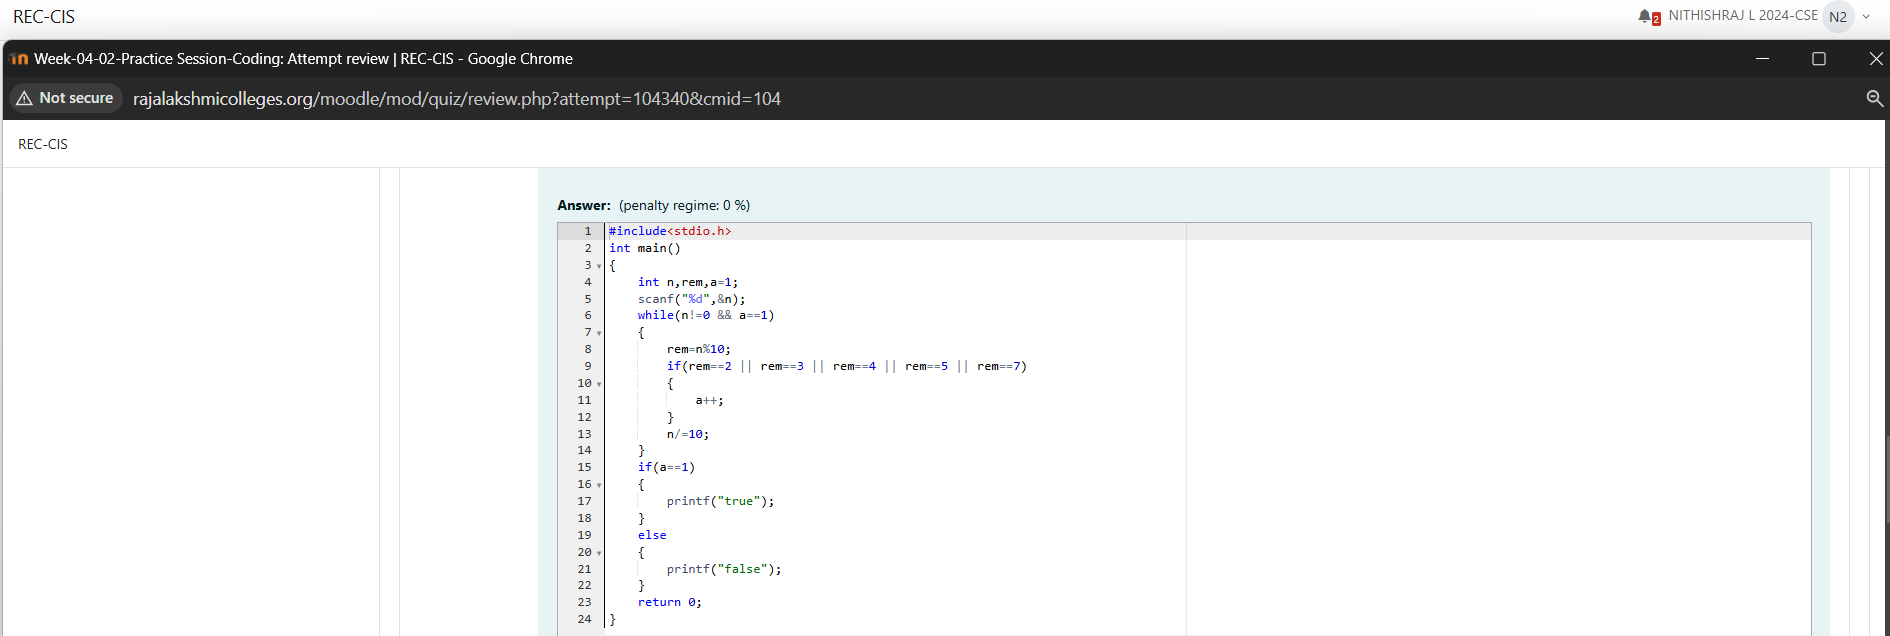 REC-CIS
2 NITHISHRAJ L 2024-CSE N2
Week-04-02-Practice Session-Coding: Attempt review | REC-CIS - Google Chrome
Not secure rajalakshmicolleges.org/moodle/mod/quiz/review.php?attempt=104340&cmid=104
REC-CIS
Answer: (penalty regime: 0 %)
1 #include<stdio.h>
2 int main()
3 {
4 int n,rem,a=1;
5 scanf("%d",&n);
6 while(n!=0 && a==1)
7 {
8 rem=n%10;
9 if(rem==2 || rem==3 || rem==4 || rem==5 || rem==7)
10 {
11 a++;
12 }
13 n/=10;
14 }
15 if(a==1)
16 {
17 printf("true");
18 }
19 else
20 {
21 printf("false");
22 }
23 return 0;
24 }